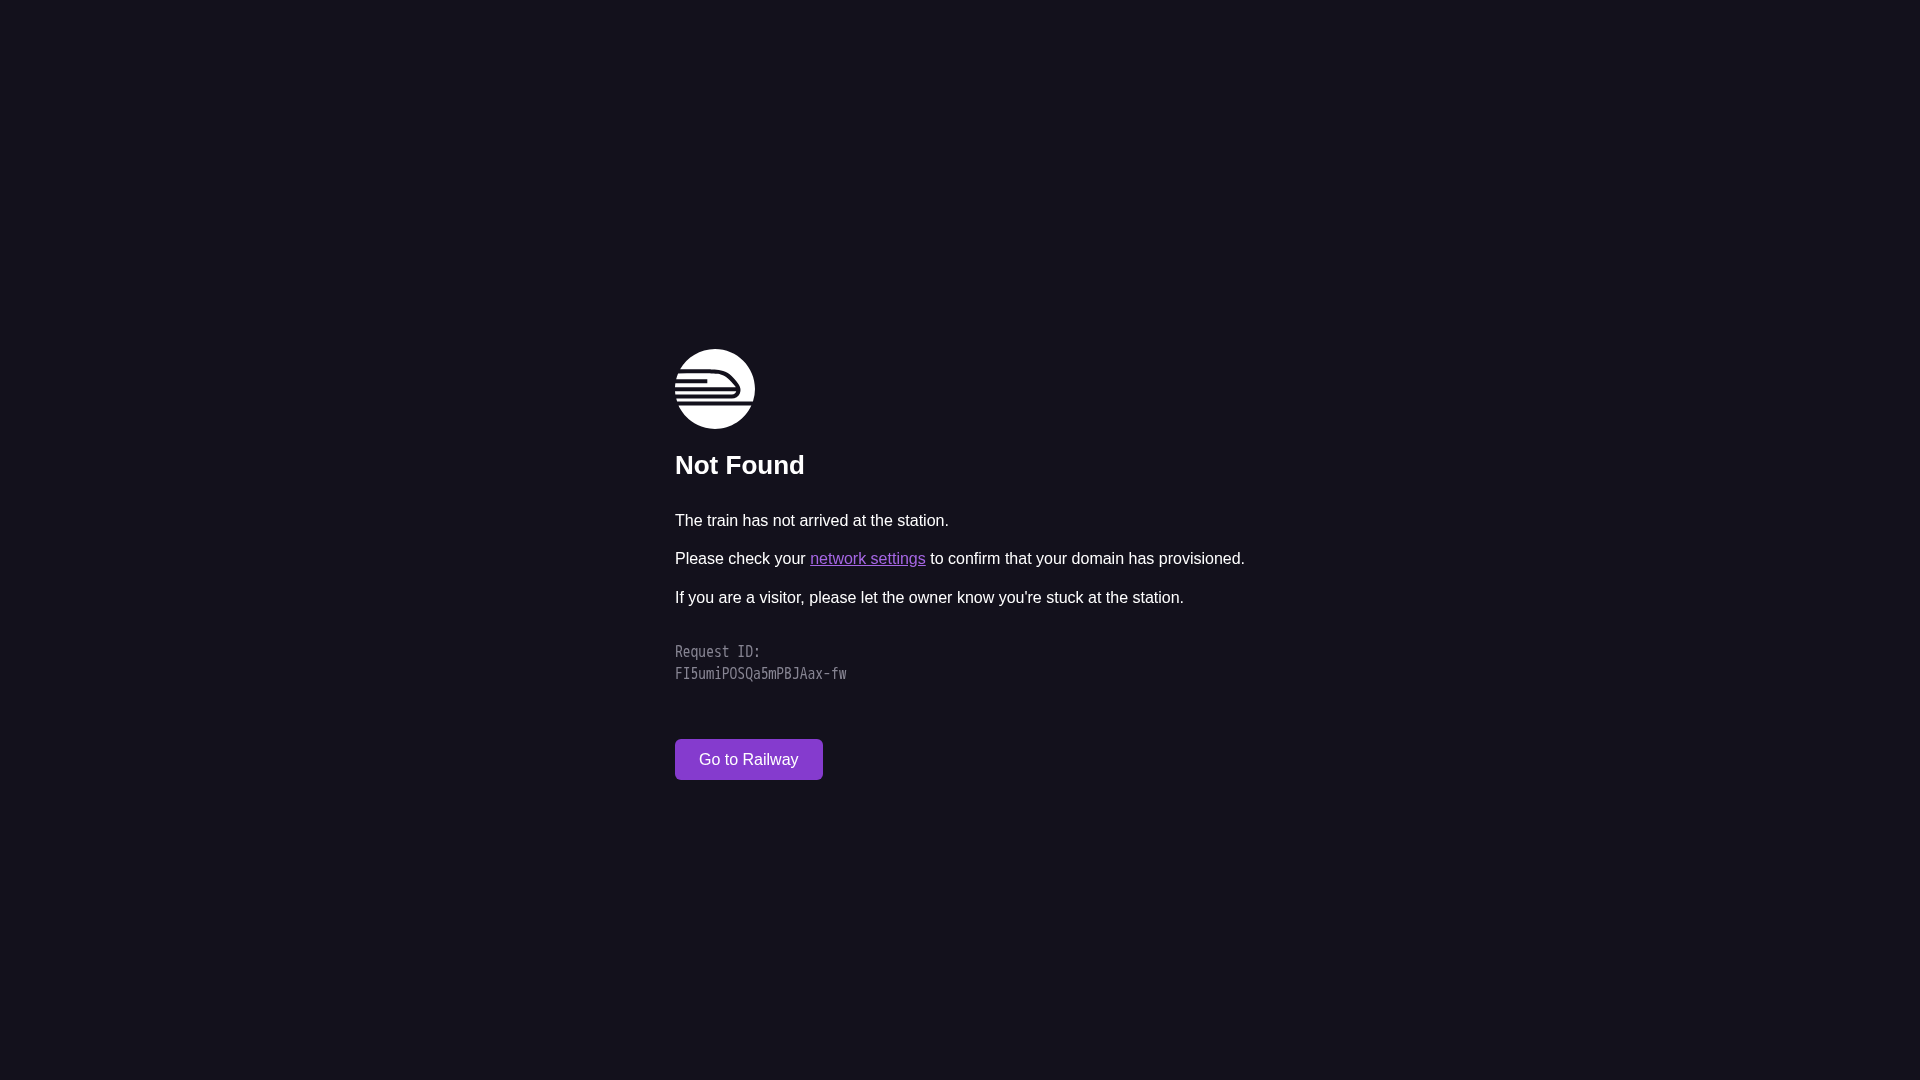 Not Found
The train has not arrived at the station.
Please check your network settings to confirm that your domain has provisioned.
If you are a visitor, please let the owner know you're stuck at the station.
Request ID:
FI5umiPOSQa5mPBJAax-fw
Go to Railway